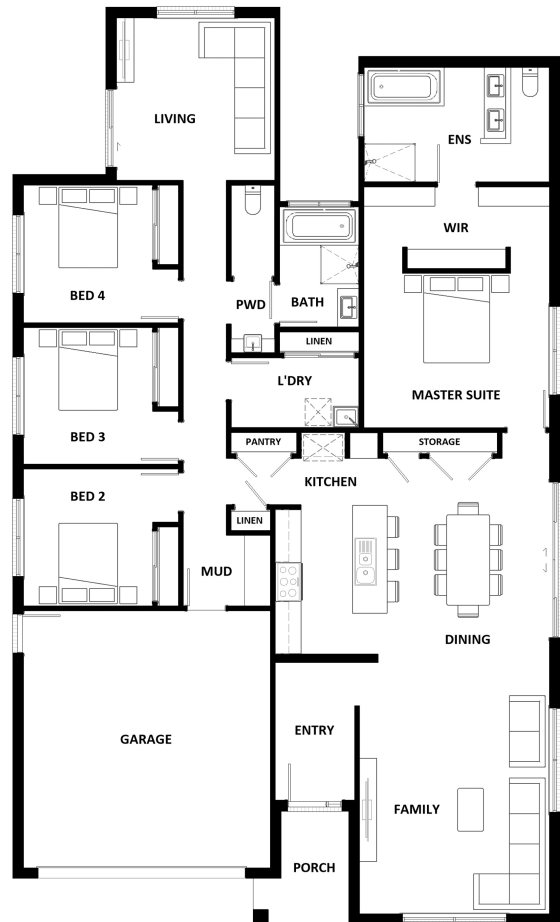 LIVING
ENS
WIR
BED 4
PWD
BATH
LINEN
L'DRY
MASTER SUITE
BED 3
PANTRY
STORAGE
KITCHEN
BED 2
LINEN
MUD
DINING
ENTRY
GARAGE
FAMILY
PORCH